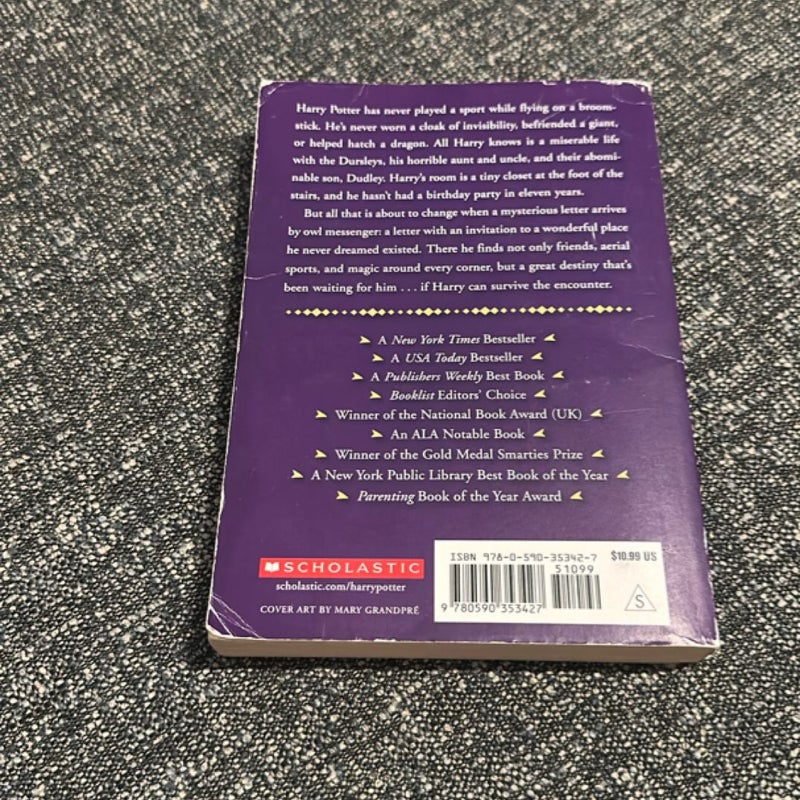 Harry Potter has never played a sport while flying on a broom-
stick. He's never worn a cloak of invisibility, befriended a giant,
or helped hatch a dragon. All Harry knows is a miserable life
with the Dursleys, his horrible aunt and uncle, and their abomi-
nable son, Dudley. Harry's room is a tiny closet at the foot of the
stairs, and he hasn't had a birthday party in eleven years.
But all that is about to change when a mysterious letter arrives
by owl messenger: a letter with an invitation to a wonderful place
he never dreamed existed. There he finds not only friends, aerial
sports, and magic around every corner, but a great destiny that's
been waiting for him . . . if Harry can survive the encounter.
A New York Times Bestseller
A USA Today Bestseller
A Publishers Weekly Best Book
Booklist Editors' Choice
Winner of the National Book Award (UK)
An ALA Notable Book
Winner of the Gold Medal Smarties Prize
A New York Public Library Best Book of the Year
Parenting Book of the Year Award
SCHOLASTIC
scholastic.com/harrypotter
COVER ART BY MARY GRANDPRÉ
ISBN 978-0-590-35342-7
$10.99 US
51099
9 780590 353427
S